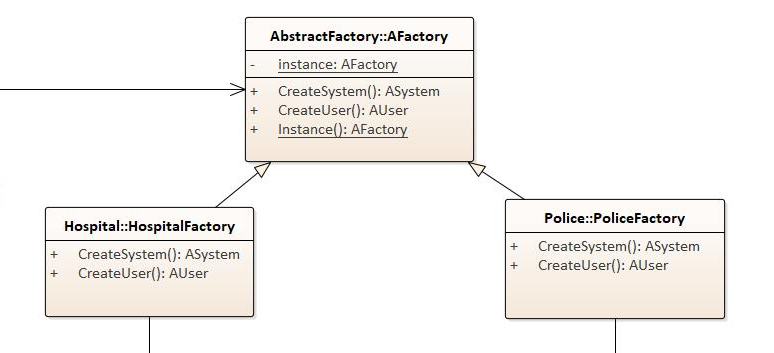 AbstractFactory::AFactory
- instance: AFactory
+ CreateSystem(): ASystem
+ CreateUser(): AUser
+ Instance(): AFactory
Hospital::HospitalFactory
+ CreateSystem(): ASystem
+ CreateUser(): AUser
Police::PoliceFactory
+ CreateSystem(): ASystem
+ CreateUser(): AUser